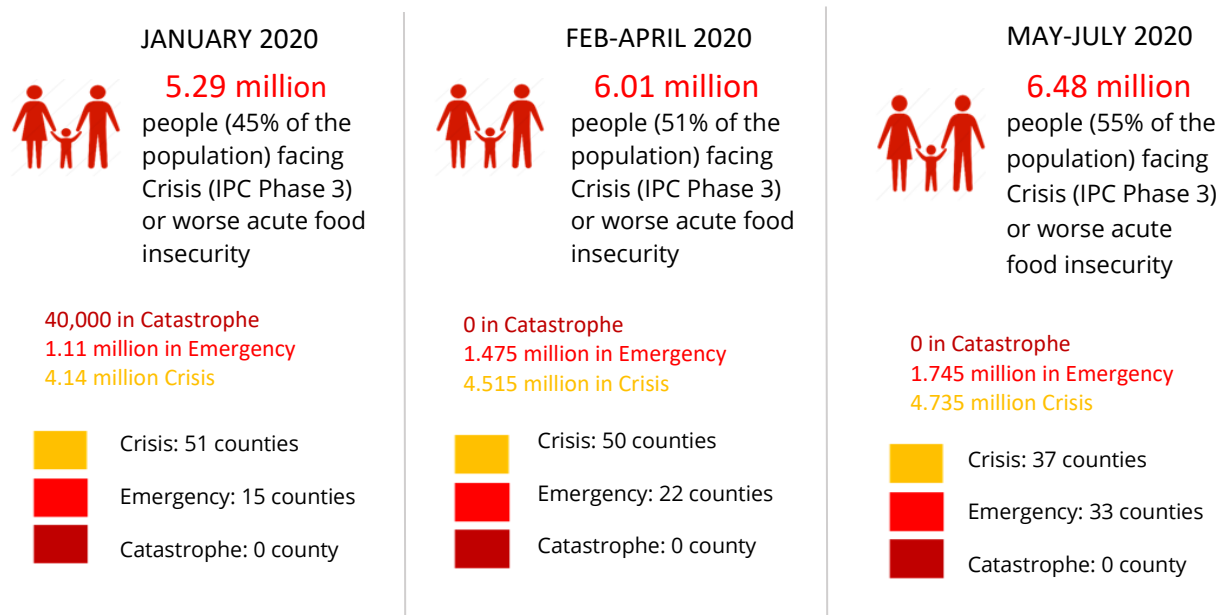 JANUARY 2020
5.29 million
people (45% of the
population) facing
Crisis (IPC Phase 3)
or worse acute food
insecurity
40,000 in Catastrophe
1.11 million in Emergency
4.14 million Crisis
Crisis: 51 counties
Emergency: 15 counties
Catastrophe: 0 county
FEB-APRIL 2020
6.01 million
people (51% of the
population) facing
Crisis (IPC Phase 3)
or worse acute food
insecurity
0 in Catastrophe
1.475 million in Emergency
4.515 million in Crisis
Crisis: 50 counties
Emergency: 22 counties
Catastrophe: 0 county
MAY-JULY 2020
6.48 million
people (55% of the
population) facing
Crisis (IPC Phase 3)
or worse acute
food insecurity
0 in Catastrophe
1.745 million in Emergency
4.735 million Crisis
Crisis: 37 counties
Emergency: 33 counties
Catastrophe: 0 county